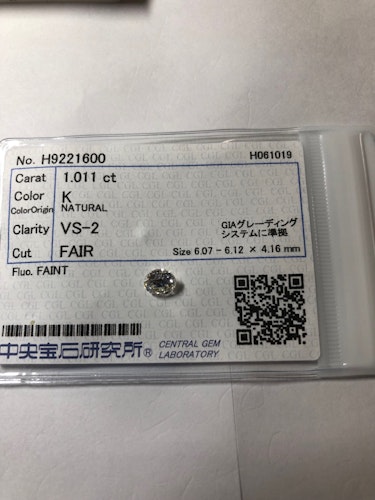 No. H9221600 H061019
Carat 1.011 ct
Color K
ColorOrigin NATURAL
Clarity VS-2 GIAグレーディング
システムに準拠
Cut FAIR Size 6.07 - 6.12 × 4.16 mm
Fluo. FAINT
中央宝石研究所® CENTRAL GEM
LABORATORY